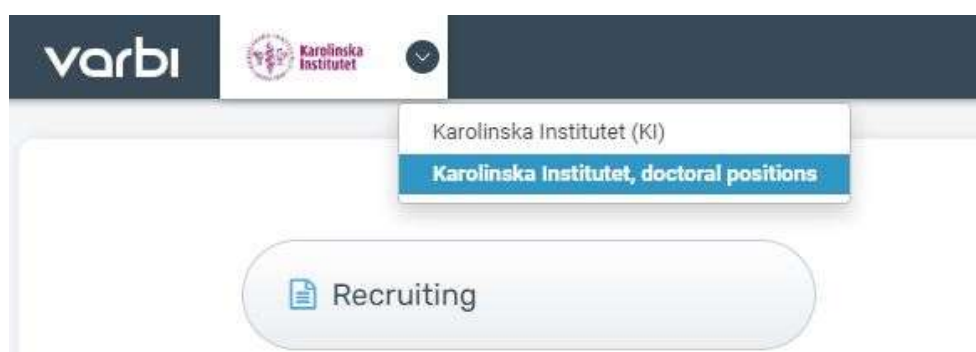 varbi
Karolinska
Institutet
Karolinska Institutet (KI)
Karolinska Institutet, doctoral positions
Recruiting